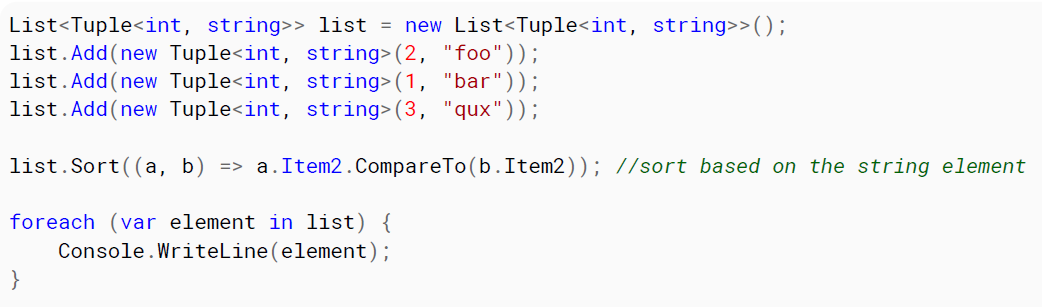 List<Tuple<int, string>> list = new List<Tuple<int, string>>();
list.Add(new Tuple<int, string>(2, "foo"));
list.Add(new Tuple<int, string>(1, "bar"));
list.Add(new Tuple<int, string>(3, "qux"));

list.Sort((a, b) => a.Item2.CompareTo(b.Item2)); //sort based on the string element

foreach (var element in list) {
    Console.WriteLine(element);
}